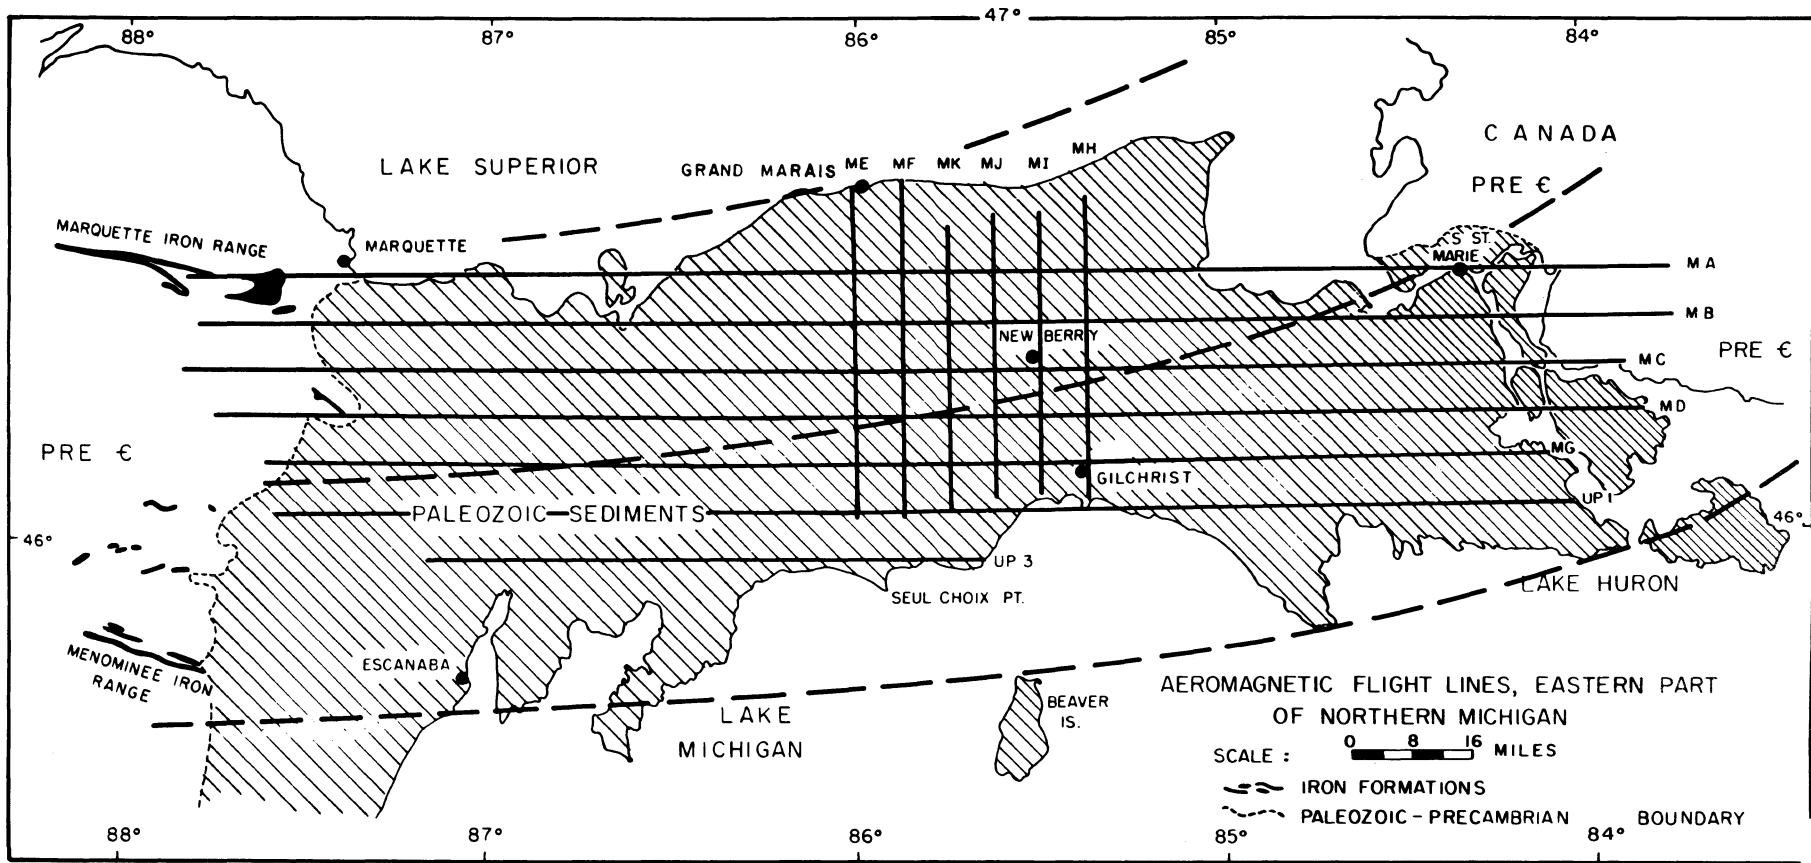 47°
88°
87°
86°
85°
84°
CANADA
LAKE SUPERIOR
GRAND MARAIS
ME
MF
MK
MJ
MI
MH
PRE Є
MARQUETTE IRON RANGE
MARQUETTE
S ST.
MARIE
MA
MB
NEWBERRY
MC
PRE Є
MD
PRE Є
MG
GILCHRIST
UP 1
PALEOZOIC SEDIMENTS
46°
46°
UP 3
SEUL CHOIX PT.
LAKE HURON
MENOMINEE IRON
RANGE
ESCANABA
LAKE
MICHIGAN
BEAVER
IS.
AEROMAGNETIC FLIGHT LINES, EASTERN PART
OF NORTHERN MICHIGAN
SCALE :
0 8 16 MILES
IRON FORMATIONS
PALEOZOIC - PRECAMBRIAN BOUNDARY
88°
87°
86°
85°
84°